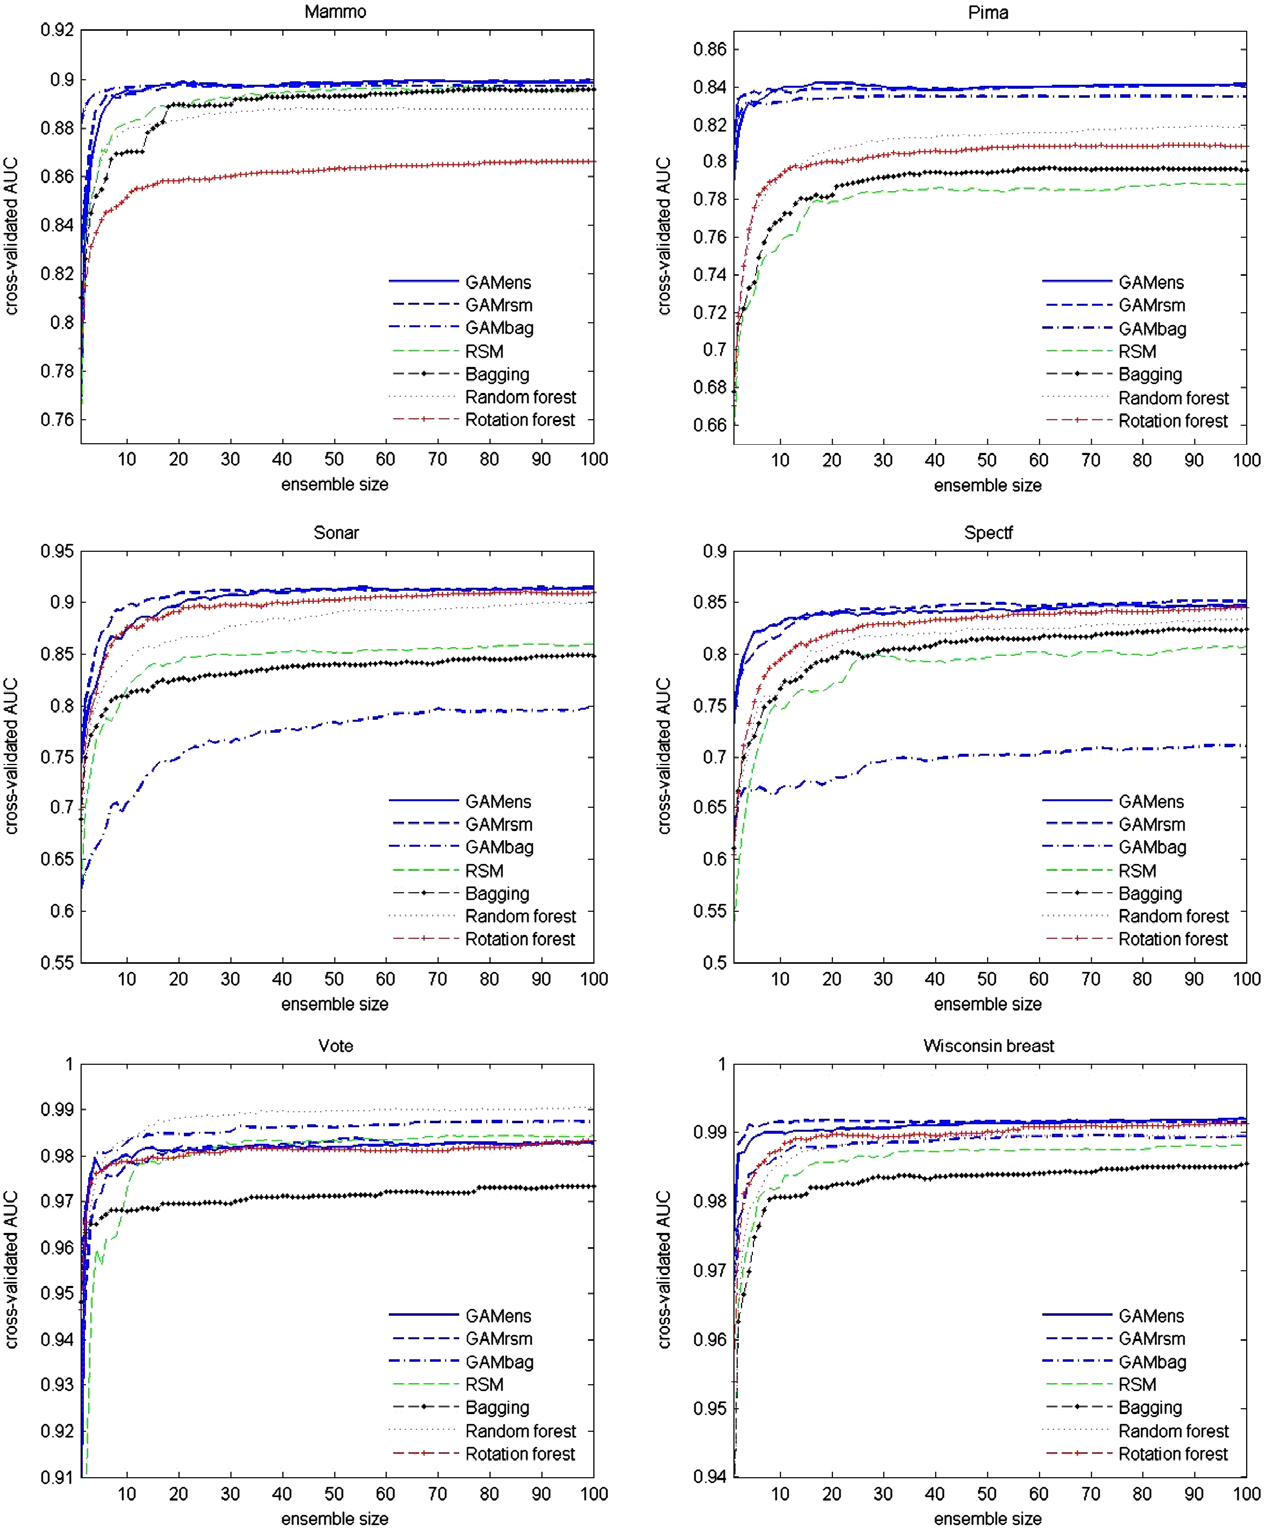 Mammo
0.92
0.9
0.88
0.86
0.84
0.82
0.8
0.78
0.76
cross-validated AUC
GAMens
GAMrsm
GAMbag
RSM
Bagging
Random forest
Rotation forest
10 20 30 40 50 60 70 80 90 100
ensemble size
Pima
0.86
0.84
0.82
0.8
0.78
0.76
0.74
0.72
0.7
0.68
0.66
cross-validated AUC
GAMens
GAMrsm
GAMbag
RSM
Bagging
Random forest
Rotation forest
10 20 30 40 50 60 70 80 90 100
ensemble size
Sonar
0.95
0.9
0.85
0.8
0.75
0.7
0.65
0.6
0.55
cross-validated AUC
GAMens
GAMrsm
GAMbag
RSM
Bagging
Random forest
Rotation forest
10 20 30 40 50 60 70 80 90 100
ensemble size
Spectf
0.9
0.85
0.8
0.75
0.7
0.65
0.6
0.55
0.5
cross-validated AUC
GAMens
GAMrsm
GAMbag
RSM
Bagging
Random forest
Rotation forest
10 20 30 40 50 60 70 80 90 100
ensemble size
Vote
1
0.99
0.98
0.97
0.96
0.95
0.94
0.93
0.92
0.91
cross-validated AUC
GAMens
GAMrsm
GAMbag
RSM
Bagging
Random forest
Rotation forest
10 20 30 40 50 60 70 80 90 100
ensemble size
Wisconsin breast
1
0.99
0.98
0.97
0.96
0.95
0.94
cross-validated AUC
GAMens
GAMrsm
GAMbag
RSM
Bagging
Random forest
Rotation forest
10 20 30 40 50 60 70 80 90 100
ensemble size